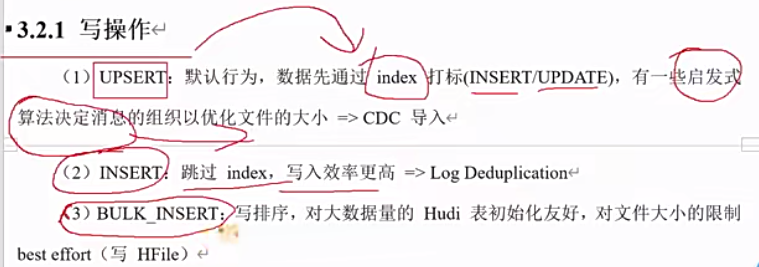 ▪3.2.1 写操作↵
（1）UPSERT：默认行为，数据先通过 index 打标(INSERT/UPDATE)，有一些启发式
算法决定消息的组织以优化文件的大小 => CDC 导入↵
（2）INSERT：跳过 index，写入效率更高 => Log Deduplication↵
（3）BULK_INSERT：写排序，对大数据量的 Hudi 表初始化友好，对文件大小的限制
best effort（写 HFile）↵